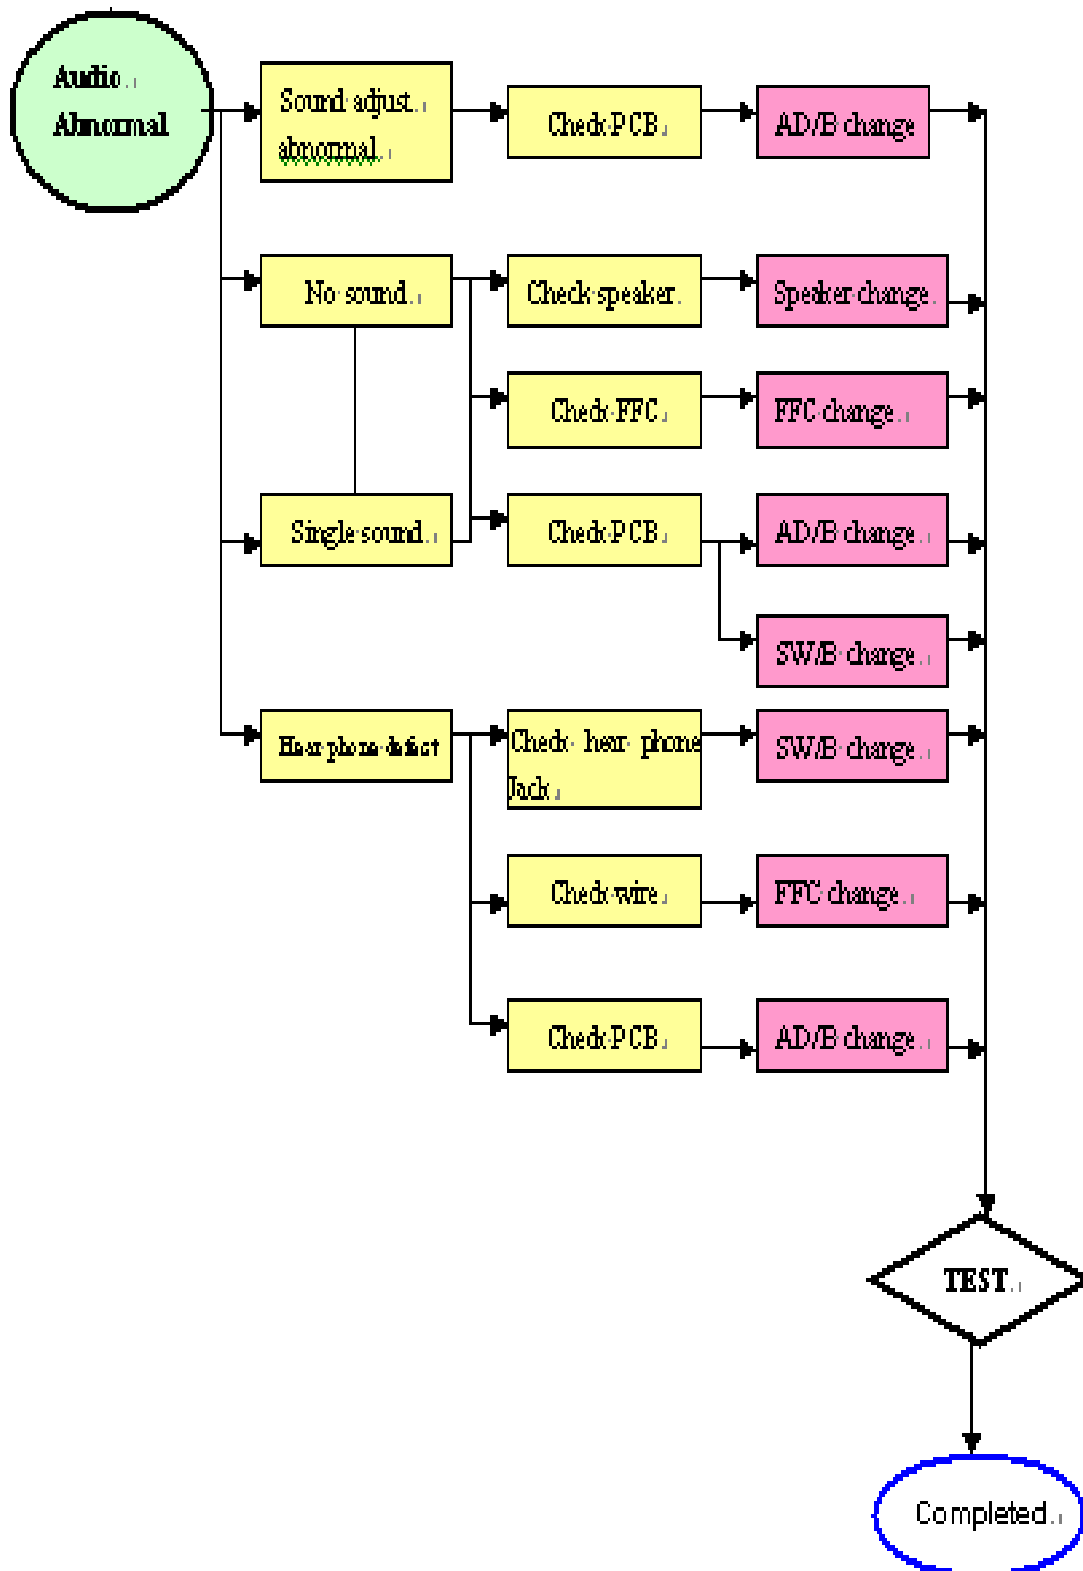 Audio
Abnormal
Sound adjust
abnormal
Check PCB
AD/B change
No sound
Check speaker
Speaker change
Check FFC
FFC change
Single sound
Check PCB
AD/B change
SW/B change
Hear phone defect
Check hear phone
Jack
SW/B change
Check wire
FFC change
Check PCB
AD/B change
TEST
Completed